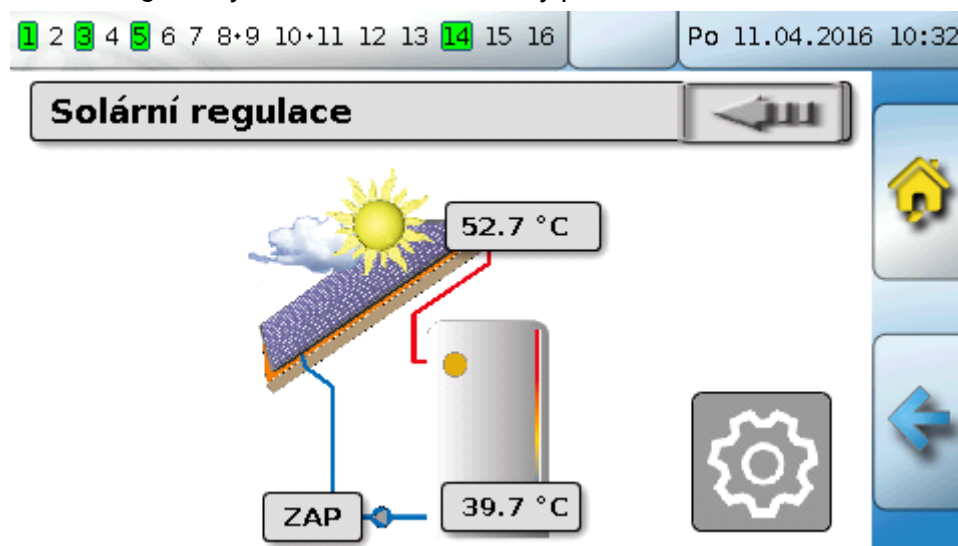 1 2 3 4 5 6 7 8•9 10•11 12 13 14 15 16 Po 11.04.2016 10:32
Solární regulace
52.7 °C
ZAP
39.7 °C